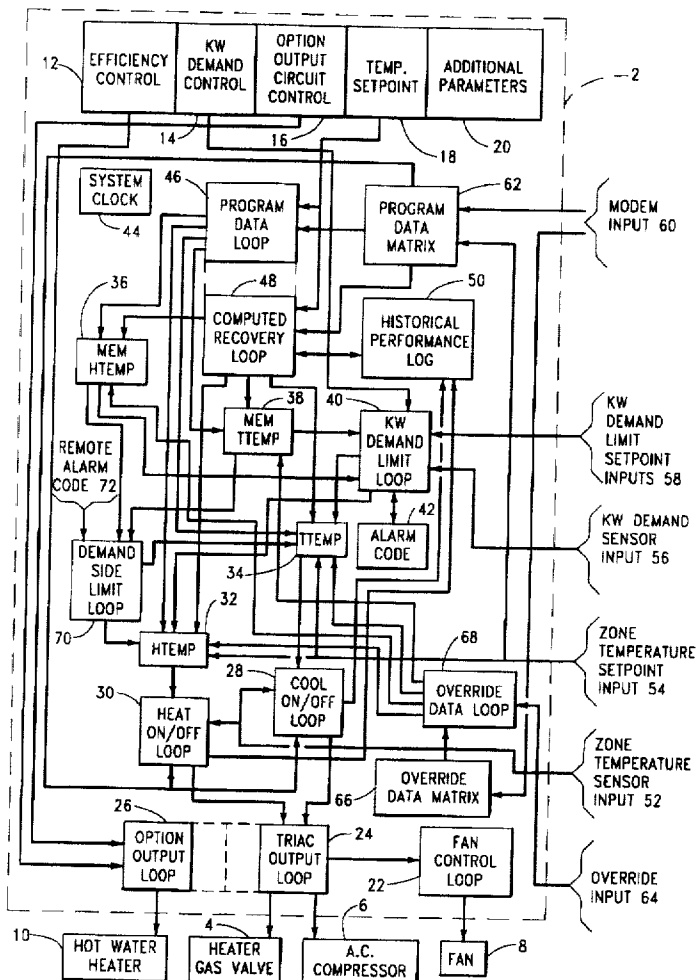 EFFICIENCY
CONTROL
KW
DEMAND
CONTROL
OPTION
OUTPUT
CIRCUIT
CONTROL
TEMP.
SETPOINT
ADDITIONAL
PARAMETERS
12
14
16
18
20
2
SYSTEM
CLOCK
44
46
PROGRAM
DATA
LOOP
62
PROGRAM
DATA
MATRIX
MODEM
INPUT 60
36
MEM
HTEMP
48
COMPUTED
RECOVERY
LOOP
50
HISTORICAL
PERFORMANCE
LOG
38
MEM
TTEMP
40
KW
DEMAND
LIMIT
LOOP
KW
DEMAND
LIMIT
SETPOINT
INPUTS 58
REMOTE
ALARM
CODE 72
42
ALARM
CODE
KW DEMAND
SENSOR
INPUT 56
DEMAND
SIDE
LIMIT
LOOP
70
TTEMP
34
32
HTEMP
ZONE
TEMPERATURE
SETPOINT
INPUT 54
30
HEAT
ON/OFF
LOOP
28
COOL
ON/OFF
LOOP
68
OVERRIDE
DATA LOOP
66
OVERRIDE
DATA MATRIX
ZONE
TEMPERATURE
SENSOR
INPUT 52
26
OPTION
OUTPUT
LOOP
24
TRIAC
OUTPUT
LOOP
22
FAN
CONTROL
LOOP
OVERRIDE
INPUT 64
10
HOT WATER
HEATER
4
HEATER
GAS VALVE
6
A.C.
COMPRESSOR
FAN
8